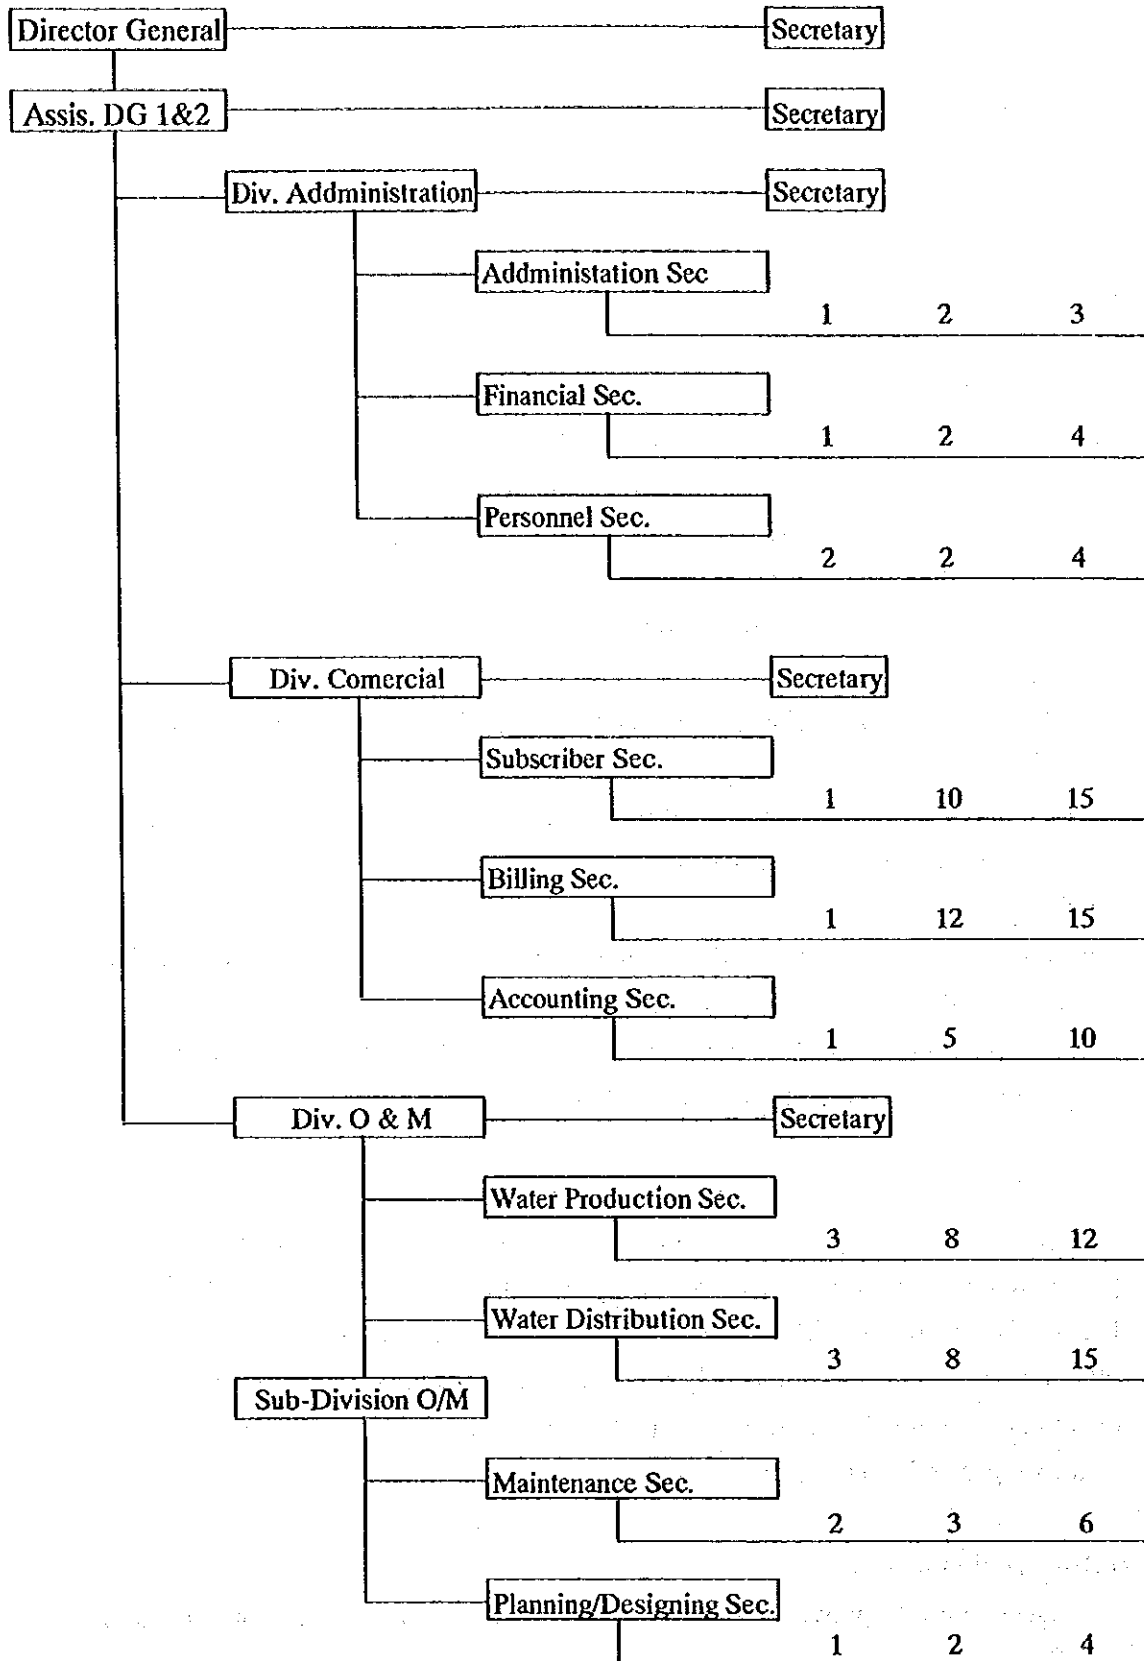 Director General Secretary
Assis. DG 1&2 Secretary
Div. Addministration Secretary
Addministation Sec
1 2 3
Financial Sec.
1 2 4
Personnel Sec.
2 2 4
Div. Comercial Secretary
Subscriber Sec.
1 10 15
Billing Sec.
1 12 15
Accounting Sec.
1 5 10
Div. O & M Secretary
Water Production Sec.
3 8 12
Water Distribution Sec.
3 8 15
Sub-Division O/M
Maintenance Sec.
2 3 6
Planning/Designing Sec.
1 2 4